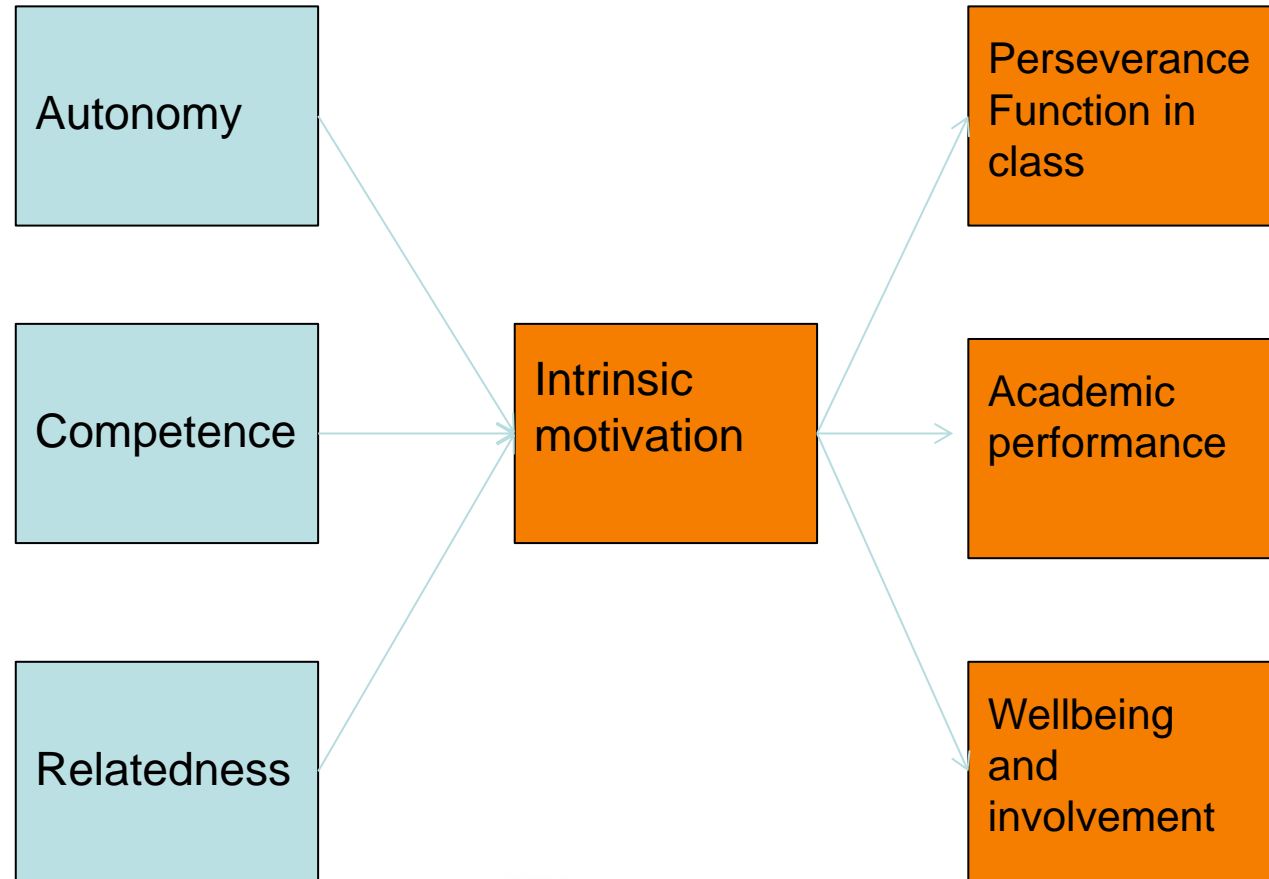 Autonomy
Competence
Relatedness
Intrinsic
motivation
Perseverance
Function in
class
Academic
performance
Wellbeing
and
involvement